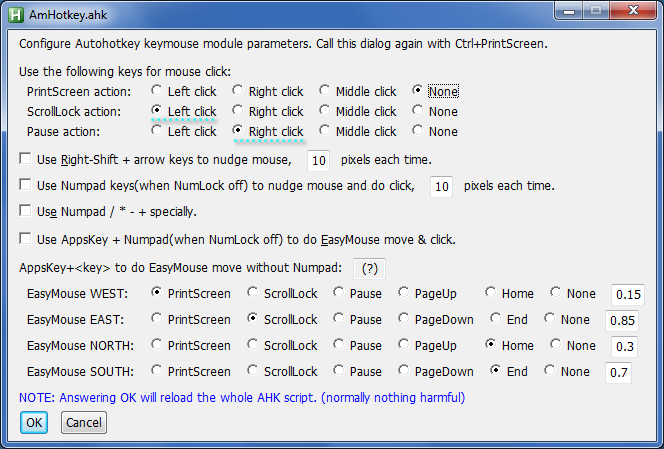 AmHotkey.ahk
Configure Autohotkey keymouse module parameters. Call this dialog again with Ctrl+PrintScreen.
Use the following keys for mouse click:
PrintScreen action: Left click Right click Middle click None
ScrollLock action: Left click Right click Middle click None
Pause action: Left click Right click Middle click None
Use Right-Shift + arrow keys to nudge mouse, 10 pixels each time.
Use Numpad keys(when NumLock off) to nudge mouse and do click, 10 pixels each time.
Use Numpad / * - + specially.
Use AppsKey + Numpad(when NumLock off) to do EasyMouse move & click.
AppsKey+<key> to do EasyMouse move without Numpad: (?)
EasyMouse WEST: PrintScreen ScrollLock Pause PageUp Home None 0.15
EasyMouse EAST: PrintScreen ScrollLock Pause PageDown End None 0.85
EasyMouse NORTH: PrintScreen ScrollLock Pause PageUp Home None 0.3
EasyMouse SOUTH: PrintScreen ScrollLock Pause PageDown End None 0.7
NOTE: Answering OK will reload the whole AHK script. (normally nothing harmful)
OK Cancel